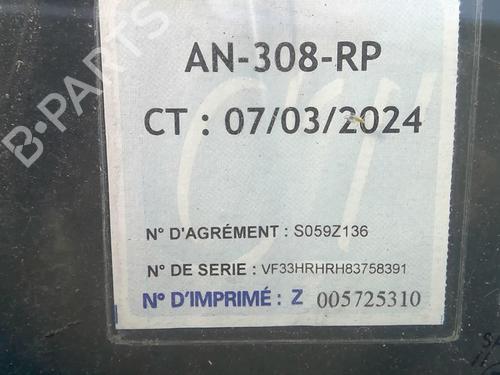 AN-308-RP
CT : 07/03/2024
N° D'AGRÉMENT : S059Z136
N° DE SERIE : VF33HRHRH83758391
N° D'IMPRIMÉ : Z 005725310
B-PARTS